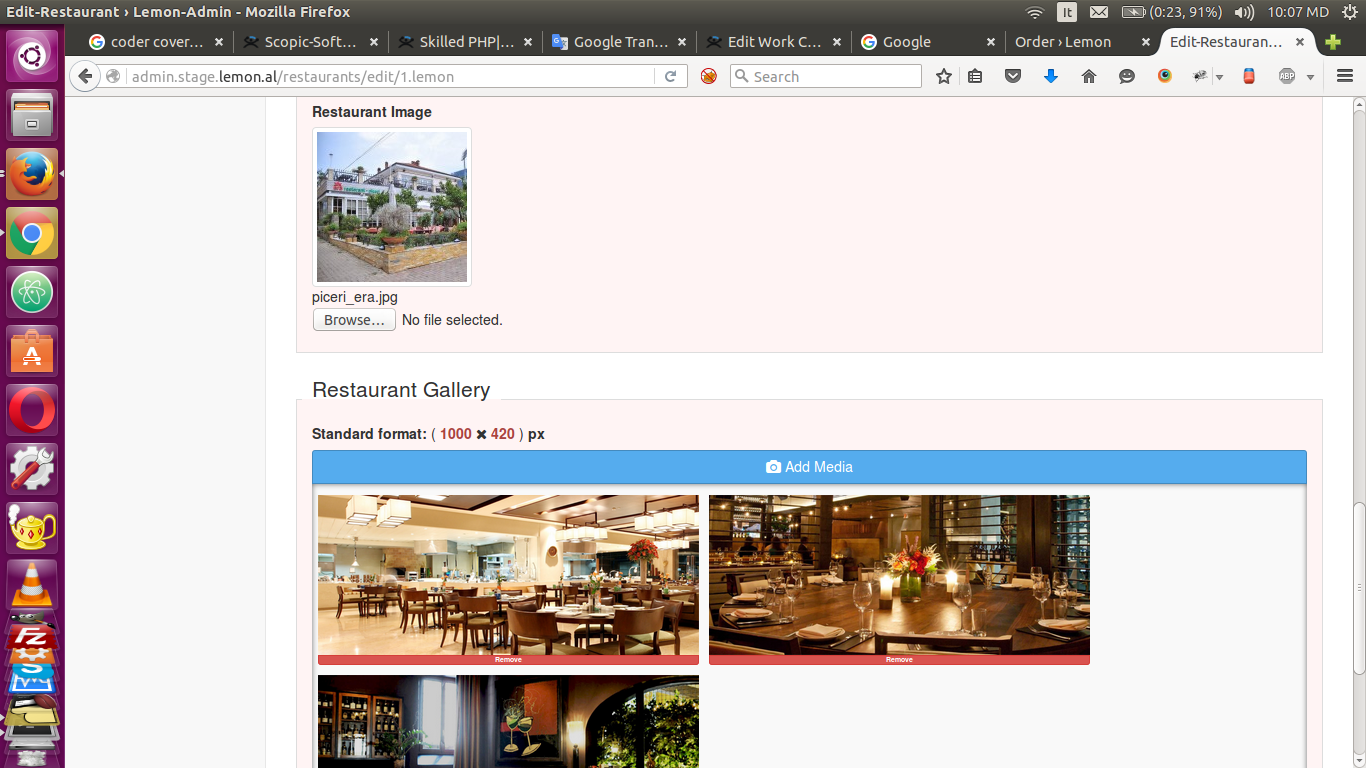 Edit-Restaurant › Lemon-Admin - Mozilla Firefox
It
(0:23, 91%)
10:07 MD
coder cover...
Scopic-Soft...
Skilled PHP|...
Google Tran...
Edit Work C...
Google
Order › Lemon
Edit-Restauran...
admin.stage.lemon.al/restaurants/edit/1.lemon
Search
ABP
Restaurant Image
piceri_era.jpg
Browse...
No file selected.
Restaurant Gallery
Standard format: ( 1000 ✖ 420 ) px
Add Media
Remove
Remove